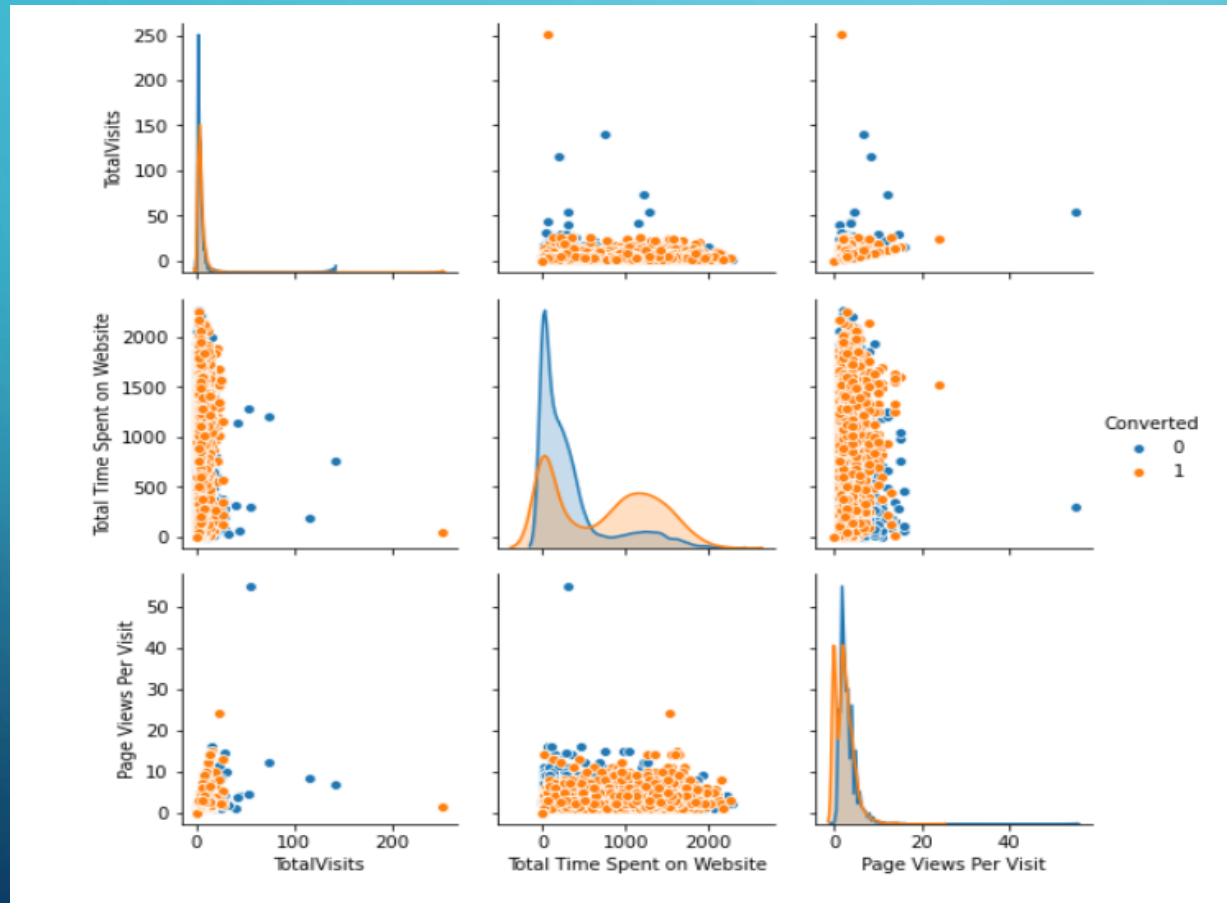 250
200
150
100
50
0
TotalVisits
2000
1500
1000
500
0
Total Time Spent on Website
Converted
0
1
50
40
30
20
10
0
Page Views Per Visit
0 100 200
TotalVisits
0 1000 2000
Total Time Spent on Website
0 20 40
Page Views Per Visit